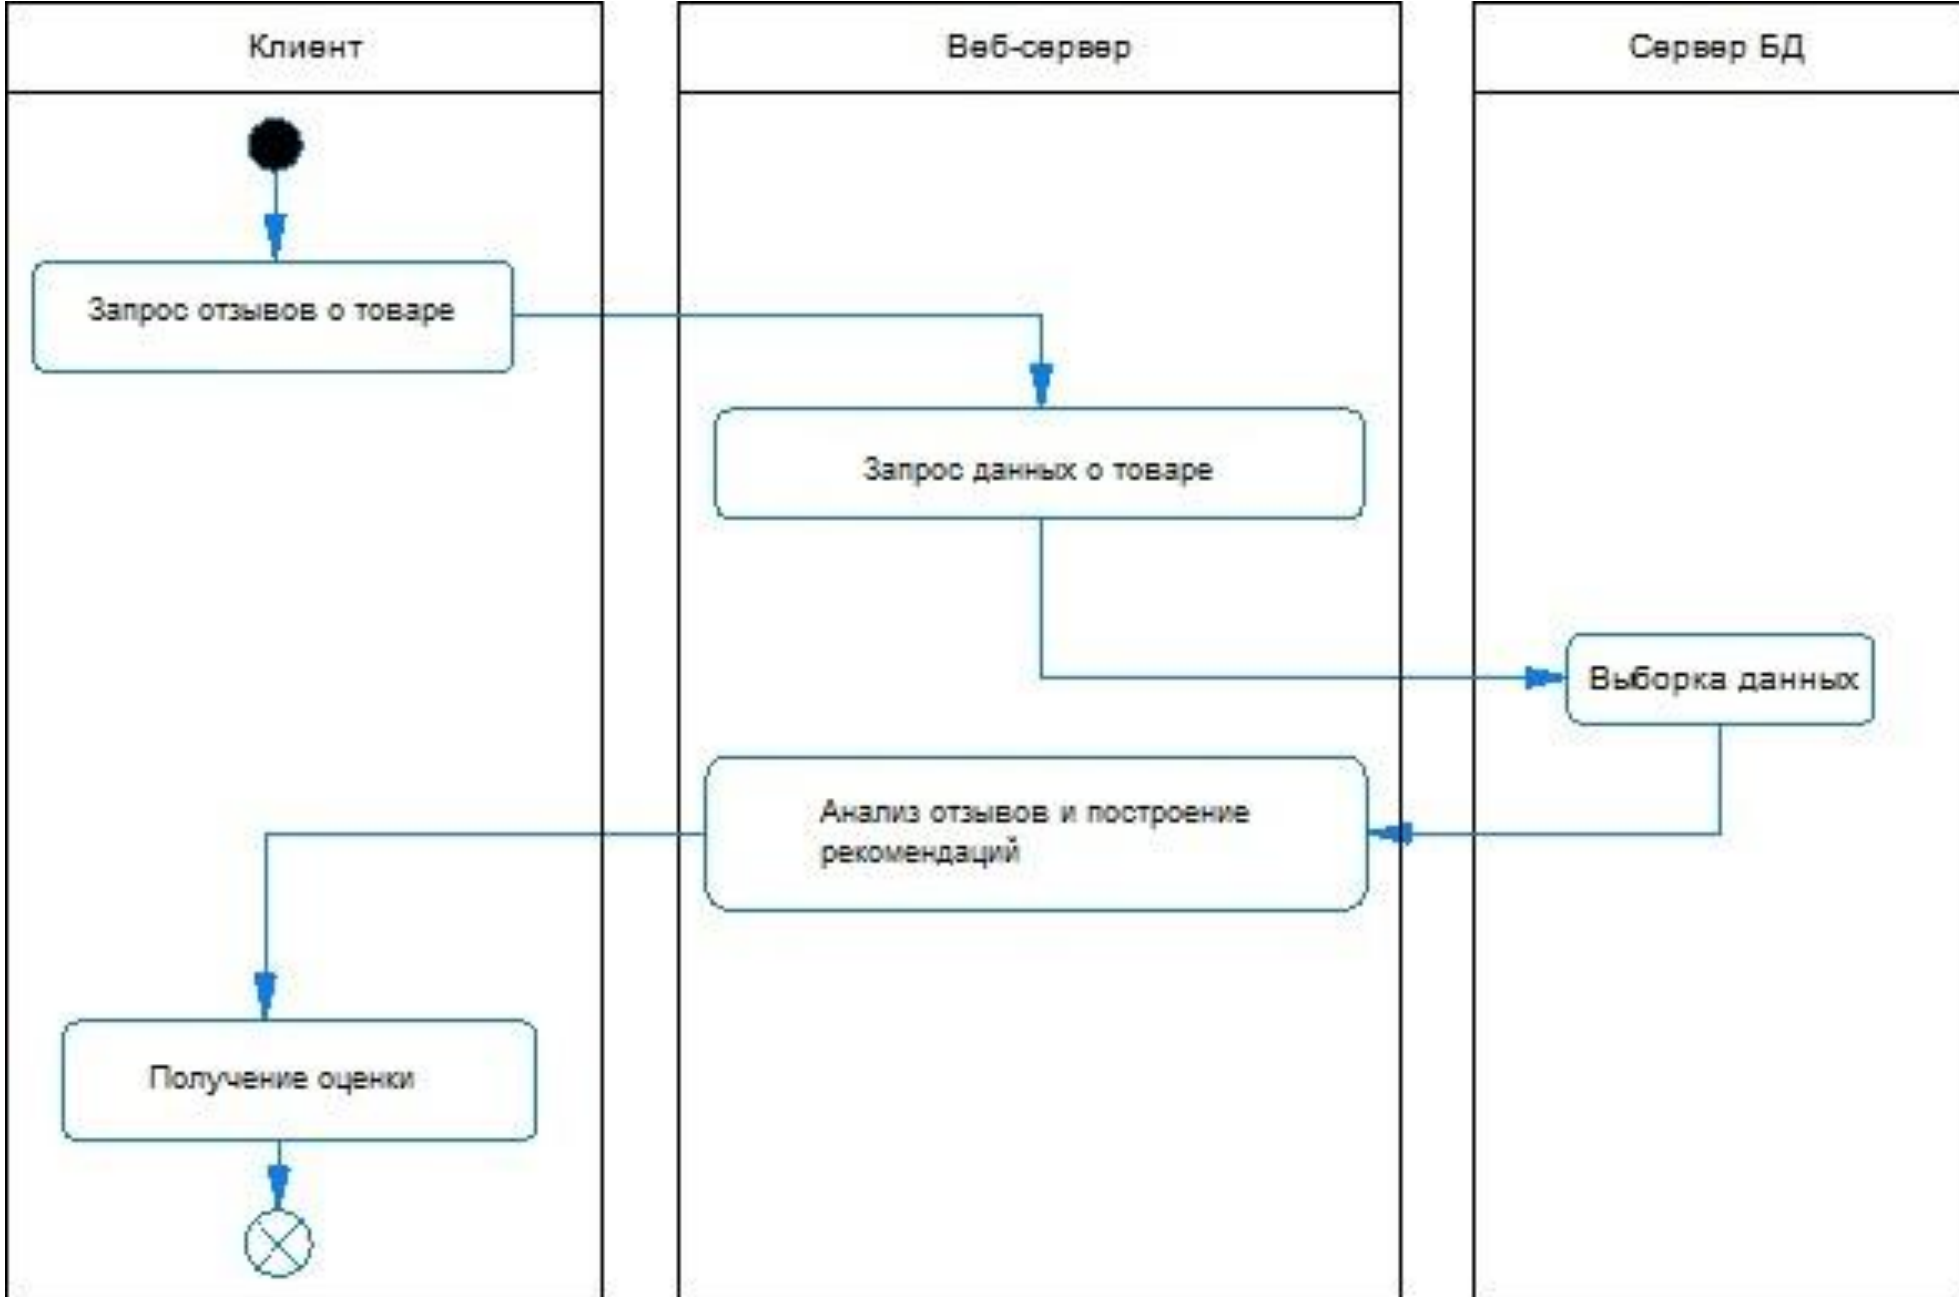 Клиент
Веб-сервер
Сервер БД
Запрос отзывов о товаре
Запрос данных о товаре
Выборка данных
Анализ отзывов и построение
рекомендаций
Получение оценки